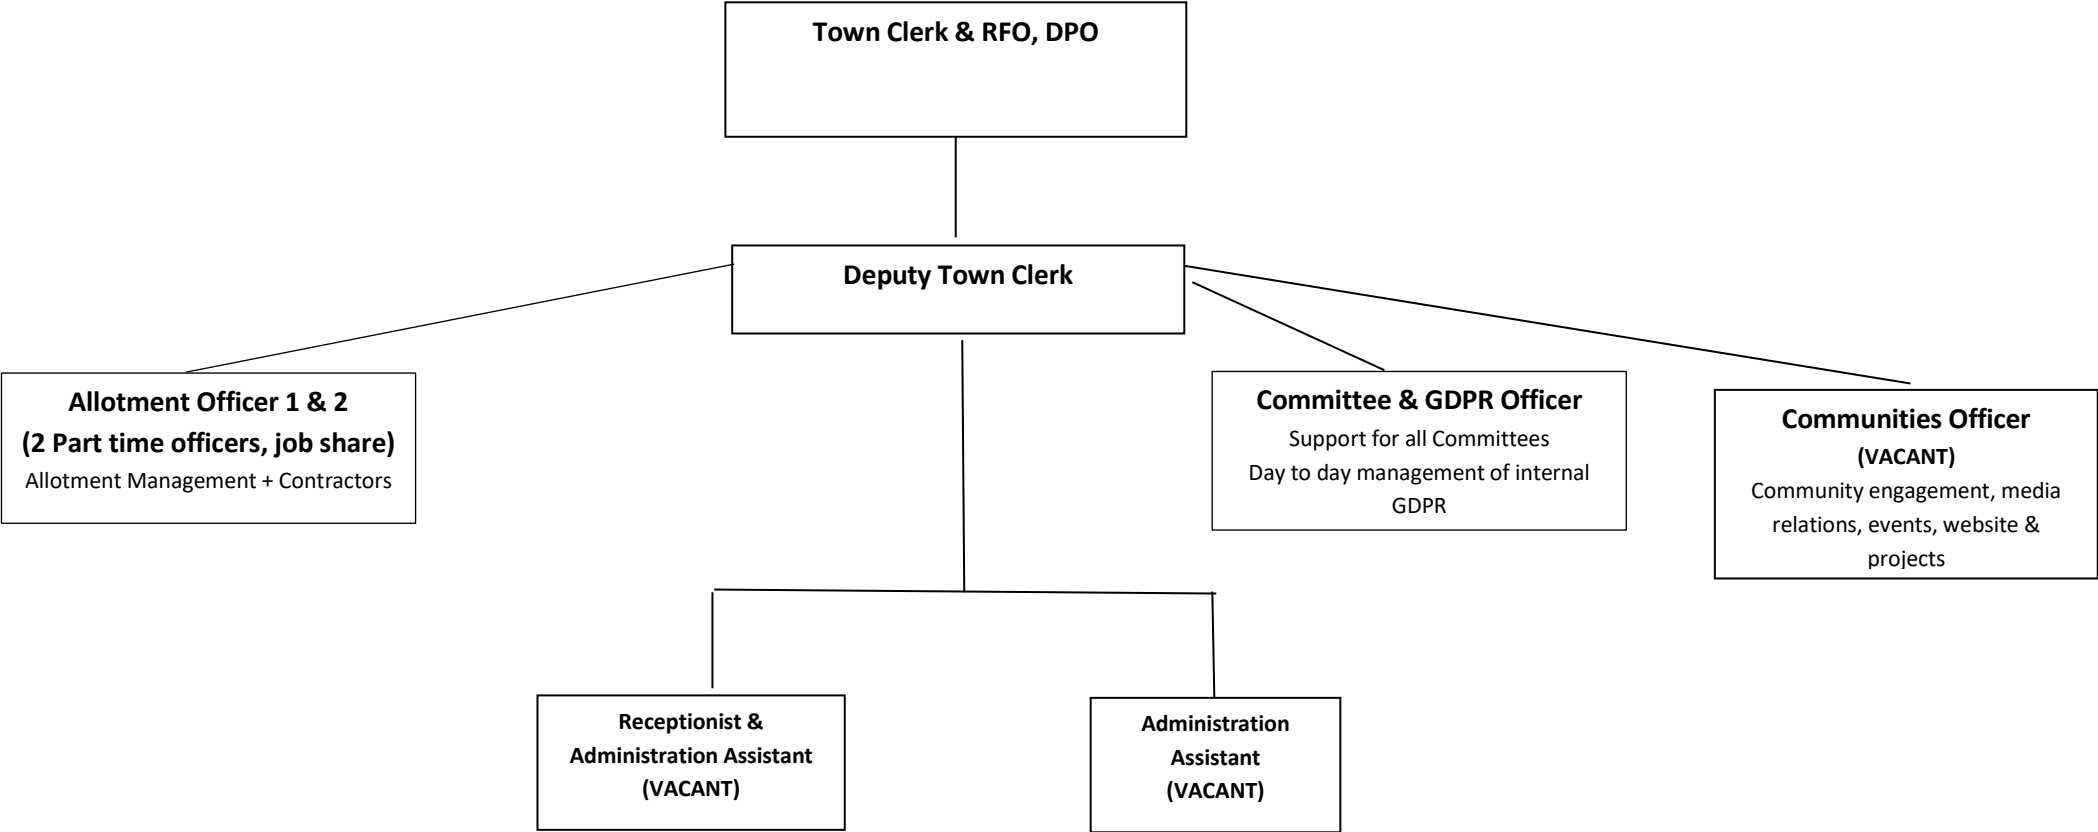 Town Clerk & RFO, DPO
Deputy Town Clerk
Allotment Officer 1 & 2
(2 Part time officers, job share)
Allotment Management + Contractors
Committee & GDPR Officer
Support for all Committees
Day to day management of internal
GDPR
Communities Officer
(VACANT)
Community engagement, media
relations, events, website &
projects
Receptionist &
Administration Assistant
(VACANT)
Administration
Assistant
(VACANT)